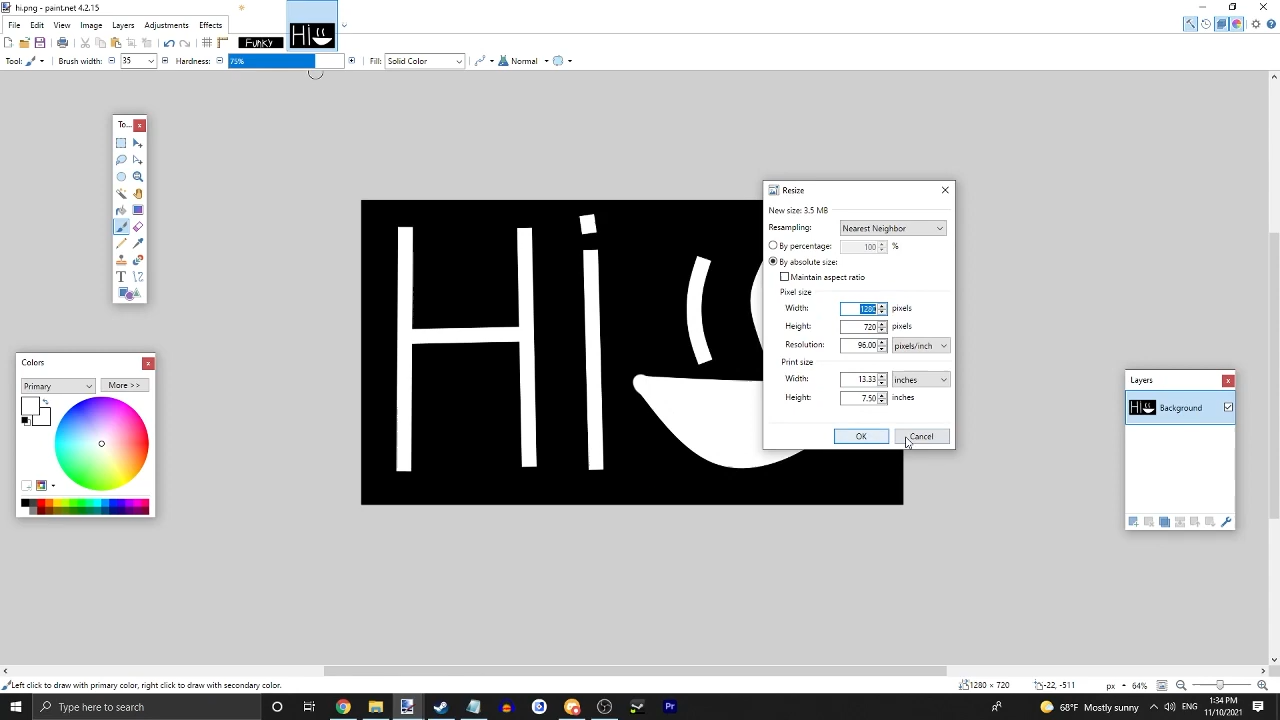 hi.png - paint.net 4.2.15
File Edit View Image Layers Adjustments Effects
Funky
Hi
Tool: Brush width: 35 Hardness: 75% Fill: Solid Color Normal
To...
Hi
Resize
New size: 3.5 MB
Resampling: Nearest Neighbor
By percentage: 100 %
By absolute size:
Maintain aspect ratio
Pixel size
Width: 1280 pixels
Height: 720 pixels
Resolution: 96.00 pixels/inch
Print size
Width: 13.33 inches
Height: 7.50 inches
OK Cancel
Colors
Primary More >>
Layers
Hi Background
Left click to draw with primary color, right click to draw with secondary color.
1280 × 720 -22, -511 px 64%
Type here to search
Pr
83°F Mostly sunny ENG 1:34 PM 11/10/2021